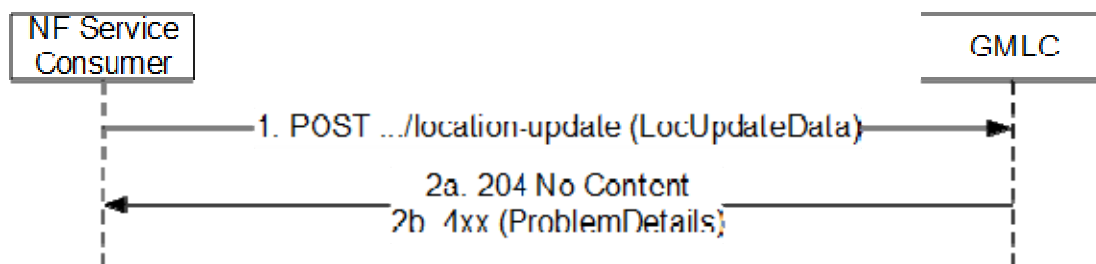 NF Service
Consumer
GMLC
1. POST .../location-update (LocUpdateData)
2a. 204 No Content
2b. 4xx (ProblemDetails)